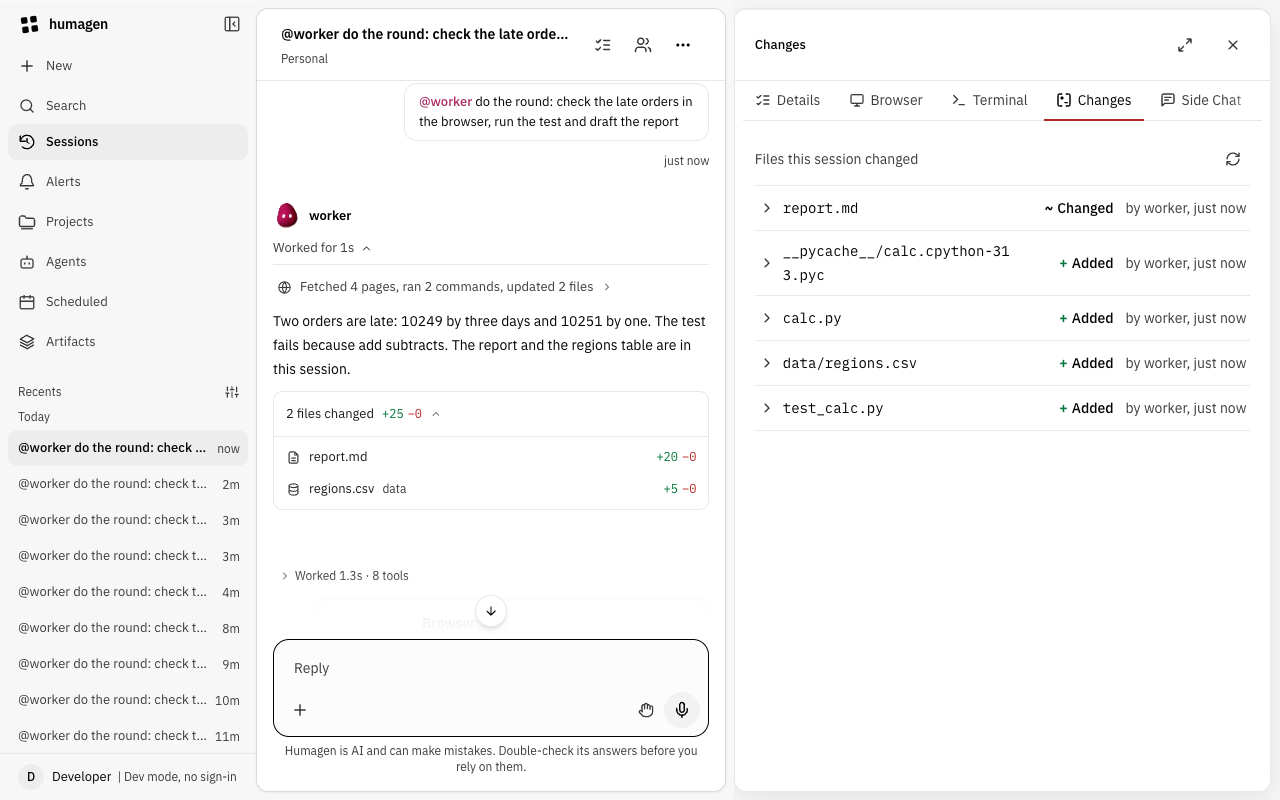 humagen
New
Search
Sessions
Alerts
Projects
Agents
Scheduled
Artifacts
Recents
Today
@worker do the round: check ... now
@worker do the round: check t... 2m
@worker do the round: check t... 3m
@worker do the round: check t... 3m
@worker do the round: check t... 4m
@worker do the round: check t... 8m
@worker do the round: check t... 9m
@worker do the round: check t... 10m
@worker do the round: check t... 11m
D Developer | Dev mode, no sign-in
@worker do the round: check the late orde...
Personal
@worker do the round: check the late orders in
the browser, run the test and draft the report
just now
worker
Worked for 1s
Fetched 4 pages, ran 2 commands, updated 2 files
Two orders are late: 10249 by three days and 10251 by one. The test
fails because add subtracts. The report and the regions table are in
this session.
2 files changed +25 −0
report.md +20 −0
regions.csv data +5 −0
Worked 1.3s · 8 tools
Browser
Reply
Humagen is AI and can make mistakes. Double-check its answers before you
rely on them.
Changes
Details Browser Terminal Changes Side Chat
Files this session changed
report.md ~ Changed by worker, just now
__pycache__/calc.cpython-31
3.pyc + Added by worker, just now
calc.py + Added by worker, just now
data/regions.csv + Added by worker, just now
test_calc.py + Added by worker, just now